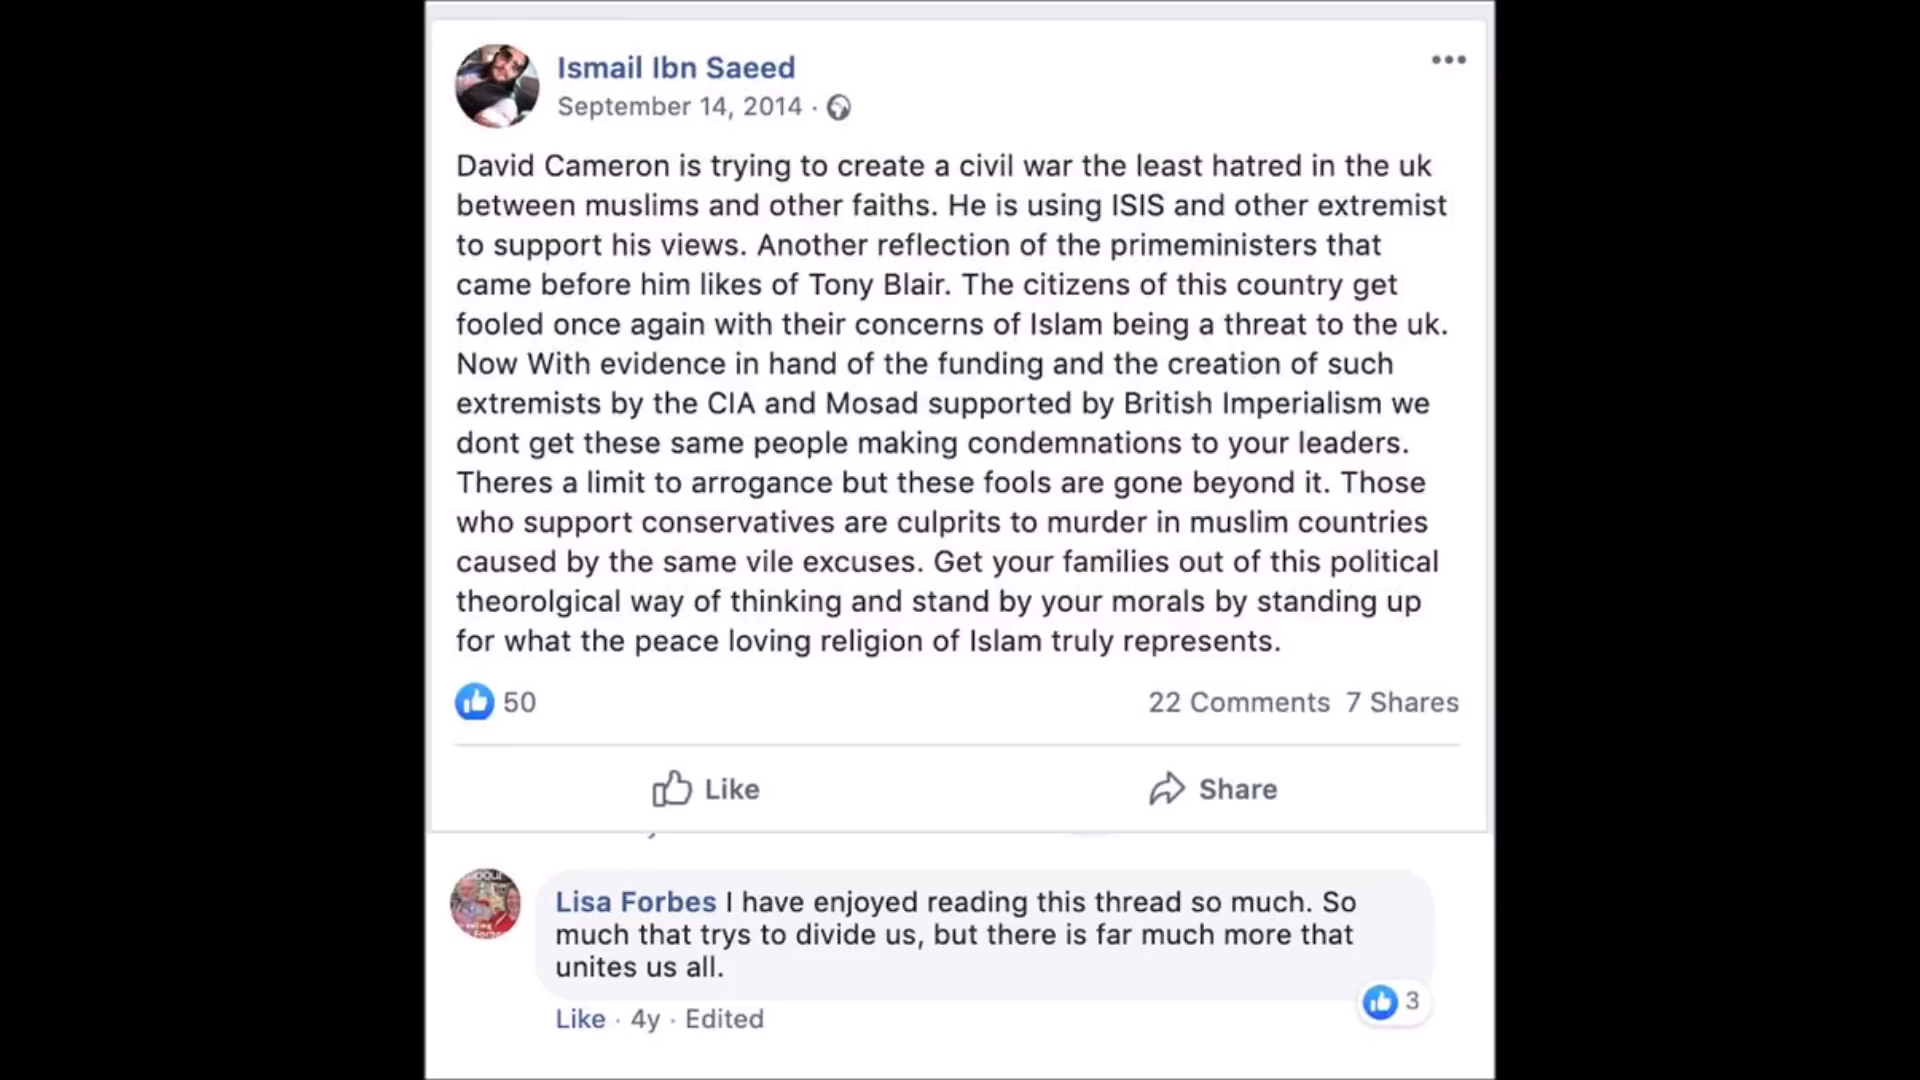 Ismail Ibn Saeed
September 14, 2014 ·
David Cameron is trying to create a civil war the least hatred in the uk
between muslims and other faiths. He is using ISIS and other extremist
to support his views. Another reflection of the primeministers that
came before him likes of Tony Blair. The citizens of this country get
fooled once again with their concerns of Islam being a threat to the uk.
Now With evidence in hand of the funding and the creation of such
extremists by the CIA and Mosad supported by British Imperialism we
dont get these same people making condemnations to your leaders.
Theres a limit to arrogance but these fools are gone beyond it. Those
who support conservatives are culprits to murder in muslim countries
caused by the same vile excuses. Get your families out of this political
theorolgical way of thinking and stand by your morals by standing up
for what the peace loving religion of Islam truly represents.
50 22 Comments 7 Shares
Like Share
Lisa Forbes I have enjoyed reading this thread so much. So
much that trys to divide us, but there is far much more that
unites us all.
3
Like · 4y · Edited